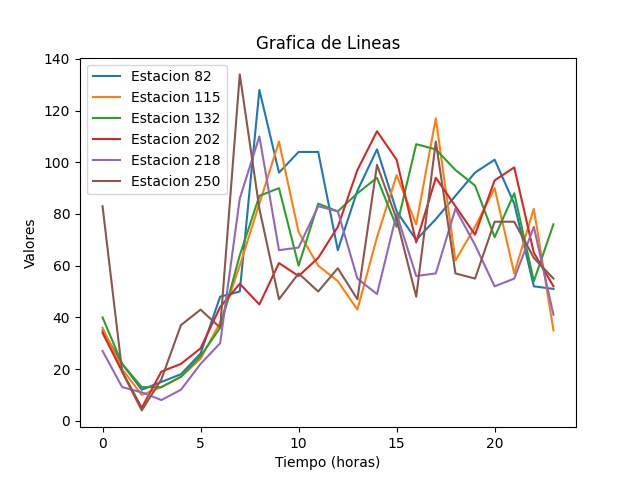 Grafica de Lineas
Estacion 82
Estacion 115
Estacion 132
Estacion 202
Estacion 218
Estacion 250
Valores
140
120
100
80
60
40
20
0
0 5 10 15 20
Tiempo (horas)